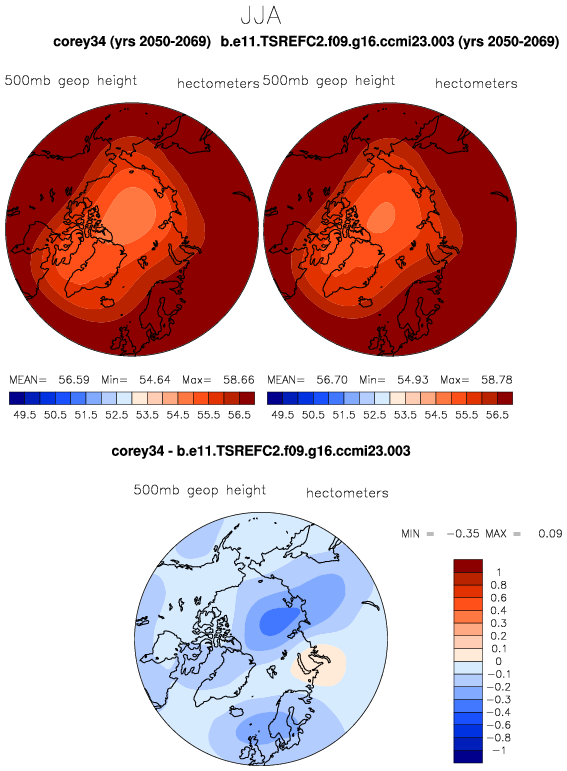 JJA
corey34 (yrs 2050-2069) b.e11.TSREFC2.f09.g16.ccmi23.003 (yrs 2050-2069)
500mb geop height hectometers 500mb geop height hectometers
MEAN= 56.59 Min= 54.64 Max= 58.66 MEAN= 56.70 Min= 54.93 Max= 58.78
49.5 50.5 51.5 52.5 53.5 54.5 55.5 56.5 49.5 50.5 51.5 52.5 53.5 54.5 55.5 56.5
corey34 - b.e11.TSREFC2.f09.g16.ccmi23.003
500mb geop height hectometers
MIN = -0.35 MAX = 0.09
1
0.8
0.6
0.4
0.3
0.2
0.1
0
-0.1
-0.2
-0.3
-0.4
-0.6
-0.8
-1